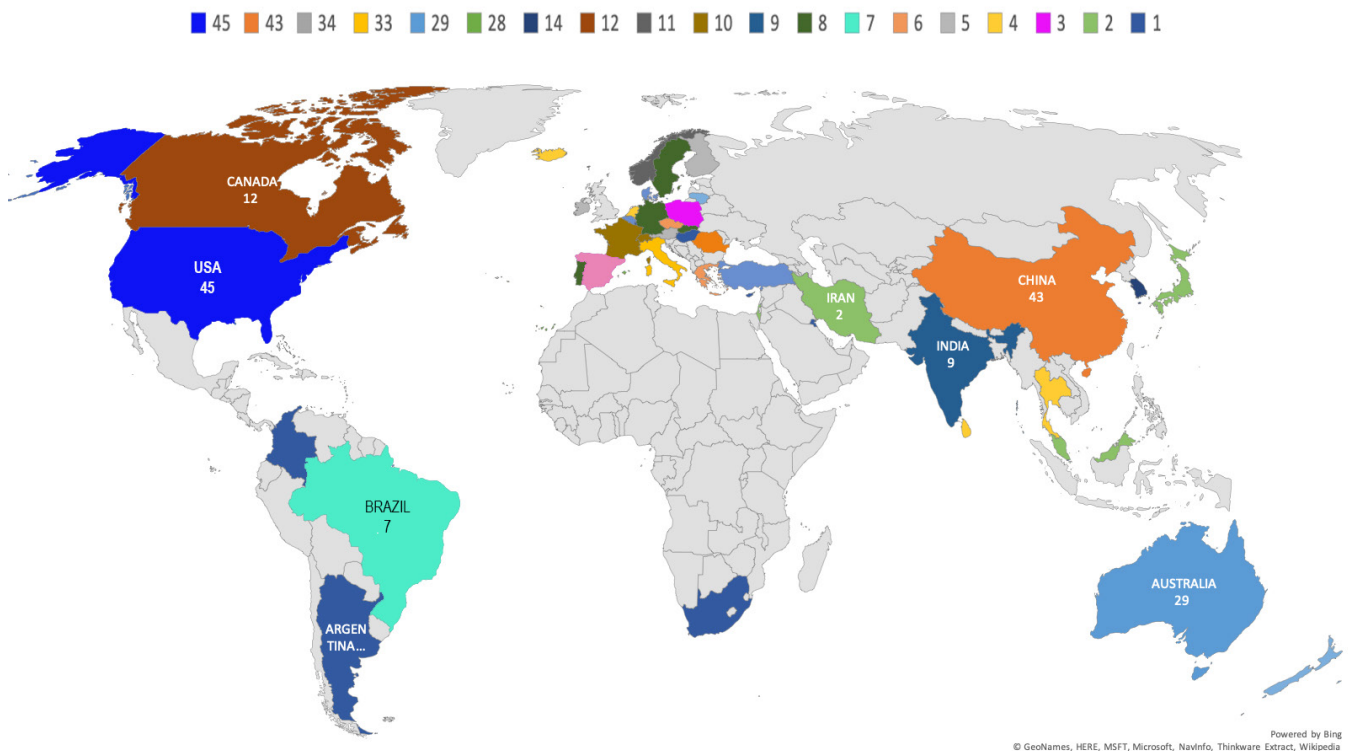 45 43 34 33 29 28 14 12 11 10 9 8 7 6 5 4 3 2 1
CANADA
12
USA
45
CHINA
43
IRAN
2
INDIA
9
BRAZIL
7
AUSTRALIA
29
ARGEN
TINA...
Powered by Bing
© GeoNames, HERE, MSFT, Microsoft, NavInfo, Thinkware Extract, Wikipedia